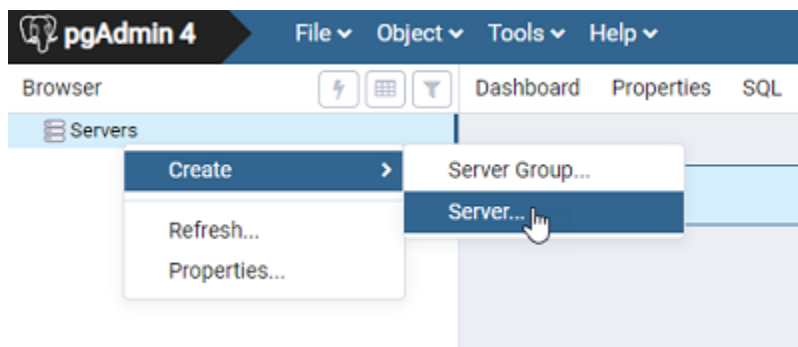 pgAdmin 4 File Object Tools Help
Browser Dashboard Properties SQL
Servers
Create Server Group...
Server...
Refresh...
Properties...